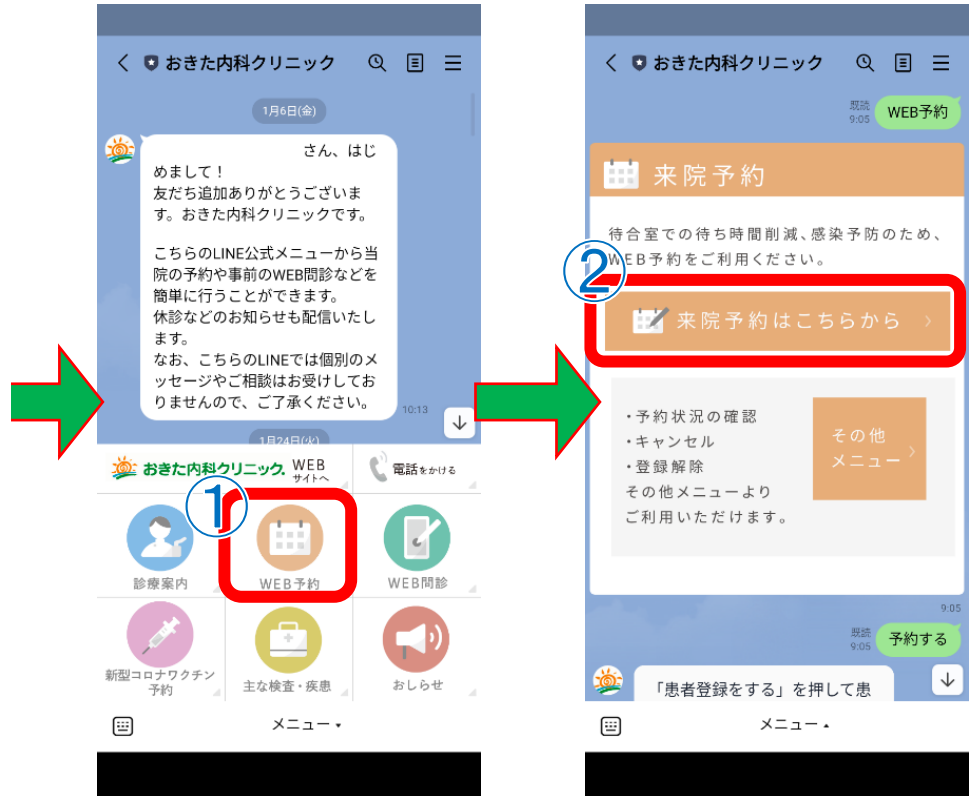 おきた内科クリニック
1月6日(金)
さん、はじ
めまして！
友だち追加ありがとうございま
す。おきた内科クリニックです。
こちらのLINE公式メニューから当
院の予約や事前のWEB問診などを
簡単に行うことができます。
休診などのお知らせも配信いたし
ます。
なお、こちらのLINEでは個別のメ
ッセージやご相談はお受けしてお
りませんので、ご了承ください。
10:13
1月24日(火)
おきた内科クリニック. WEB
サイトへ
電話をかける
①
診療案内
WEB予約
WEB問診
新型コロナワクチン
予約
主な検査・疾患
おしらせ
メニュー▾
おきた内科クリニック
既読
9:05
WEB予約
来院予約
待合室での待ち時間削減、感染予防のため、
WEB予約をご利用ください。
②
来院予約はこちらから
・予約状況の確認
・キャンセル
・登録解除
その他メニューより
ご利用いただけます。
その他
メニュー
9:05
既読
9:05
予約する
「患者登録をする」を押して患
メニュー▴